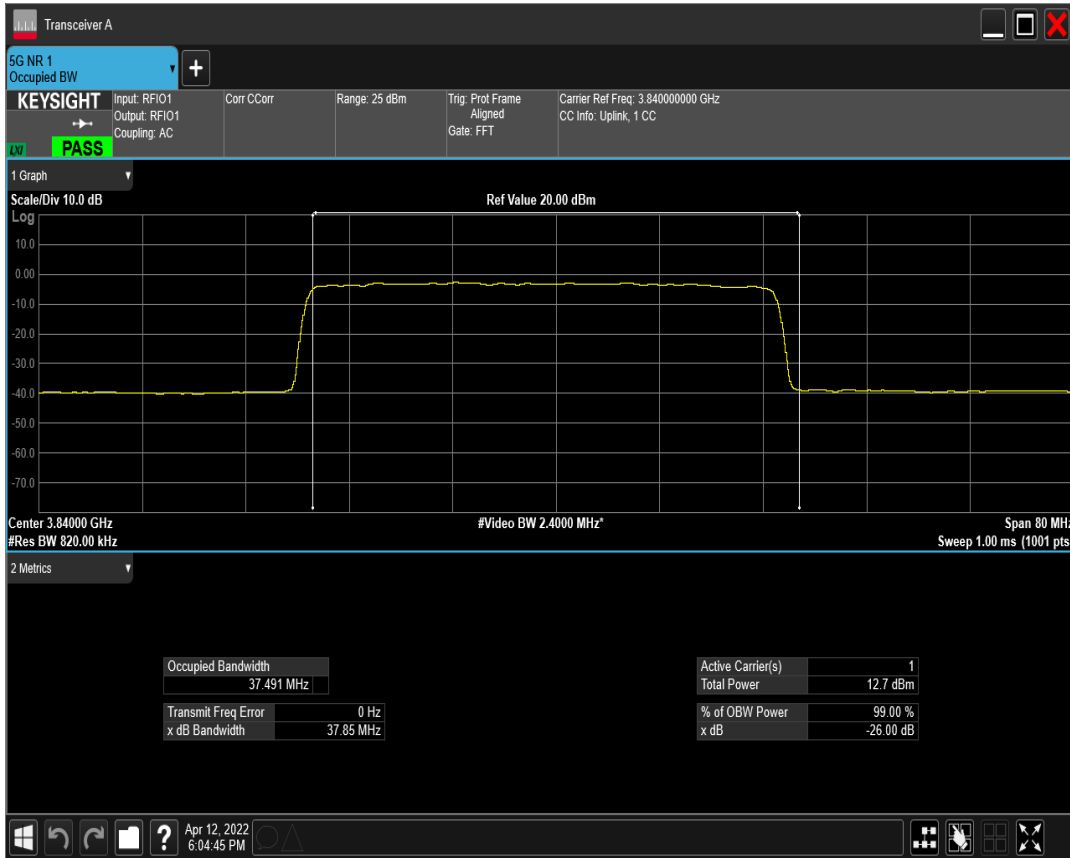 Transceiver A
5G NR 1
Occupied BW
KEYSIGHT
LXI
PASS
Input: RFIO1
Output: RFIO1
Coupling: AC
Corr CCorr
Range: 25 dBm
Trig: Prot Frame
Aligned
Gate: FFT
Carrier Ref Freq: 3.840000000 GHz
CC Info: Uplink, 1 CC
1 Graph
Scale/Div 10.0 dB
Ref Value 20.00 dBm
Log
10.0
0.00
-10.0
-20.0
-30.0
-40.0
-50.0
-60.0
-70.0
Center 3.84000 GHz
#Video BW 2.4000 MHz*
Span 80 MHz
#Res BW 820.00 kHz
Sweep 1.00 ms (1001 pts
2 Metrics
Occupied Bandwidth
37.491 MHz
Transmit Freq Error 0 Hz
x dB Bandwidth 37.85 MHz
Active Carrier(s) 1
Total Power 12.7 dBm
% of OBW Power 99.00 %
x dB -26.00 dB
?
Apr 12, 2022
6:04:45 PM